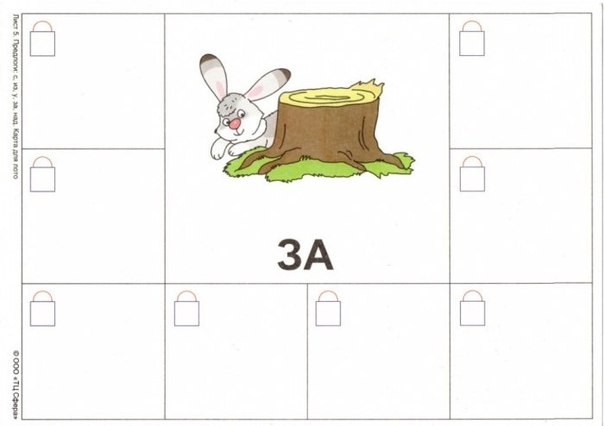 Лист 5. Предлоги: с, из, у, за, над. Карта для лото
ЗА
© ООО «ТЦ Сфера»